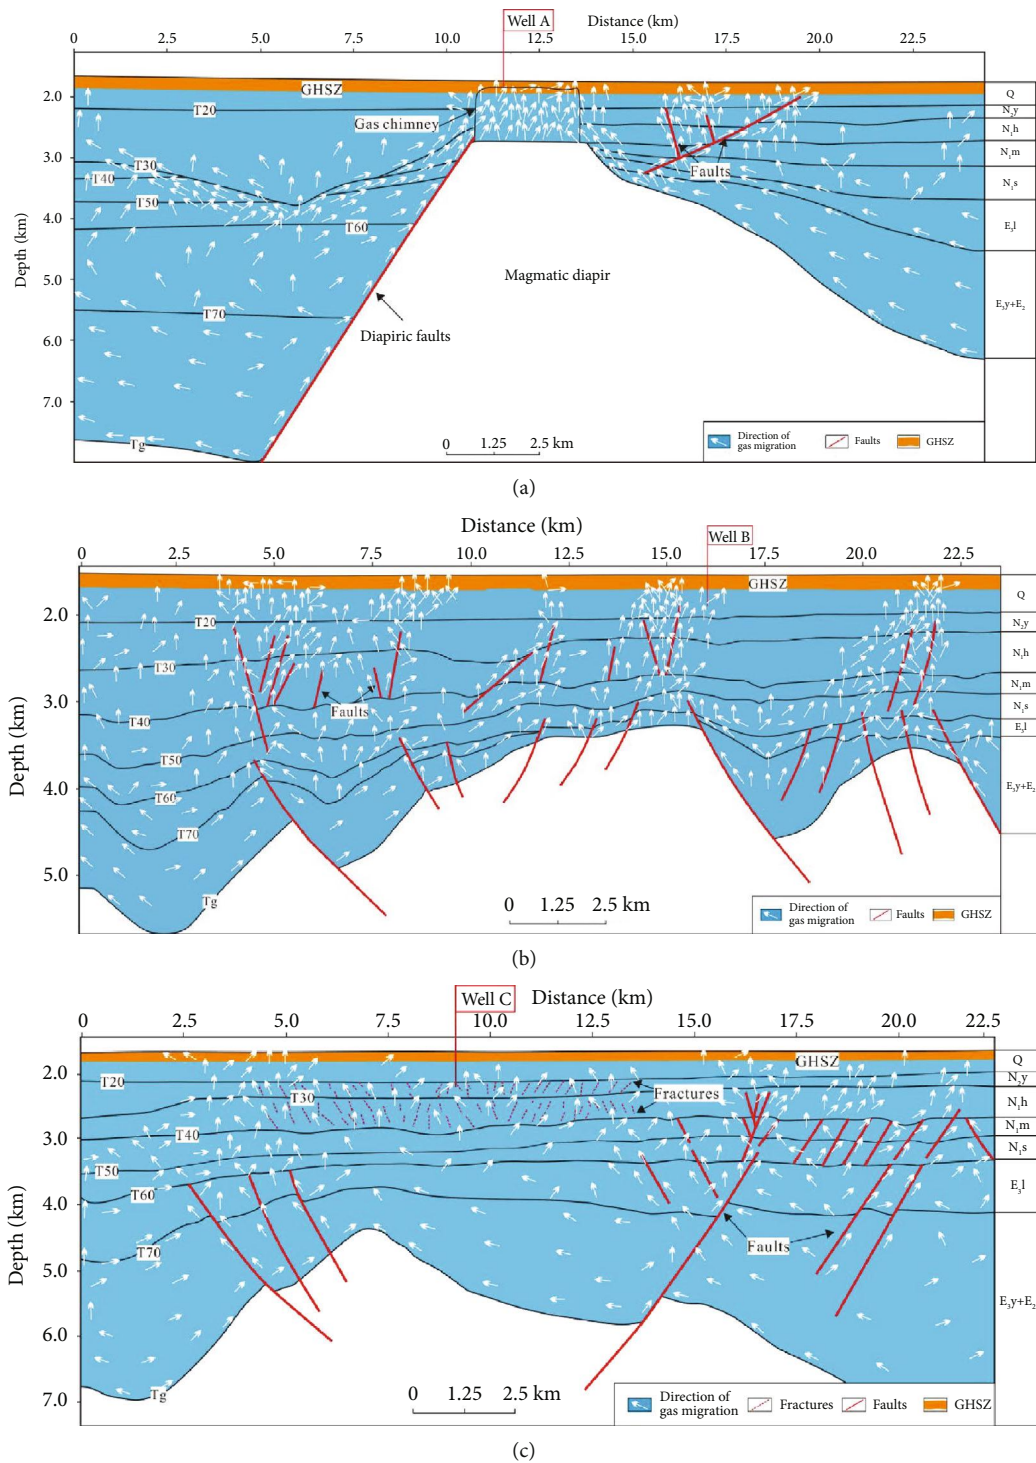 Well A Distance (km)
0 2.5 5.0 7.5 10.0 12.5 15.0 17.5 20.0 22.5
Depth (km)
2.0
3.0
4.0
5.0
6.0
7.0
GHSZ
T20
Gas chimney
T30
T40
T50
T60
T70
Tg
Faults
Magmatic diapir
Diapiric faults
Q
N₂y
N₁h
N₁m
N₁s
E₃l
E₃y+E₂
0 1.25 2.5 km
Direction of
gas migration
Faults
GHSZ
(a)
Distance (km)
0 2.5 5.0 7.5 10.0 12.5 15.0 Well B 17.5 20.0 22.5
Depth (km)
2.0
3.0
4.0
5.0
GHSZ
T20
T30
T40
T50
T60
T70
Tg
Faults
Q
N₂y
N₁h
N₁m
N₁s
E₃l
E₃y+E₂
0 1.25 2.5 km
Direction of
gas migration
Faults
GHSZ
(b)
Well C Distance (km)
0 2.5 5.0 7.5 10.0 12.5 15.0 17.5 20.0 22.5
Depth (km)
2.0
3.0
4.0
5.0
6.0
7.0
GHSZ
T20
T30
Fractures
T40
T50
T60
T70
Tg
Faults
Q
N₂y
N₁h
N₁m
N₁s
E₃l
E₃y+E₂
0 1.25 2.5 km
Direction of
gas migration
Fractures
Faults
GHSZ
(c)